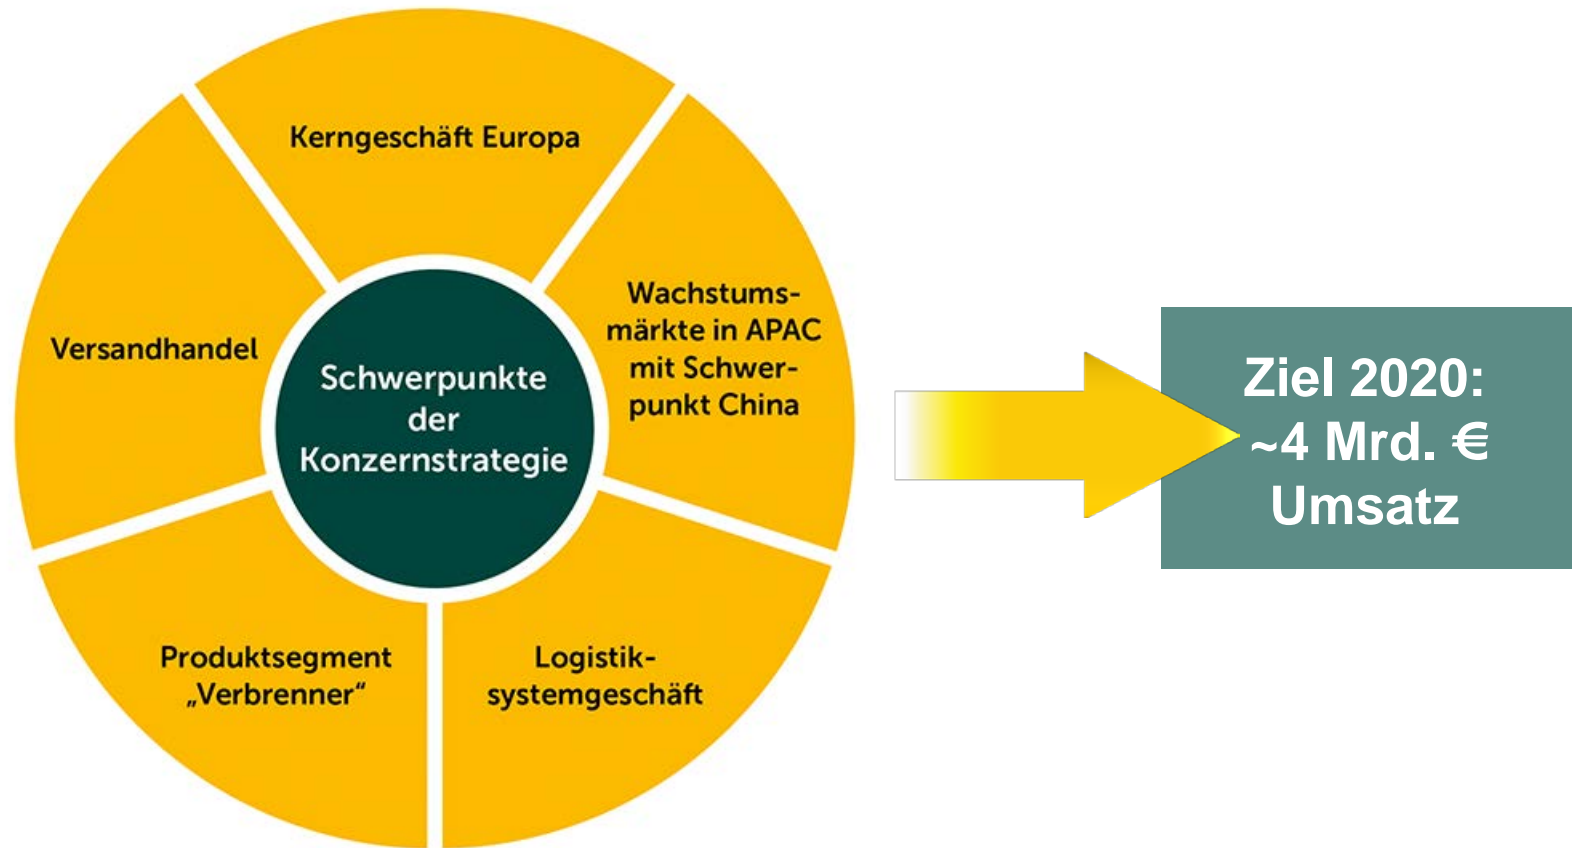 Kerngeschäft Europa
Wachstums-
märkte in APAC
mit Schwer-
punkt China
Logistik-
systemgeschäft
Produktsegment
„Verbrenner“
Versandhandel
Schwerpunkte
der
Konzernstrategie
Ziel 2020:
~4 Mrd. €
Umsatz